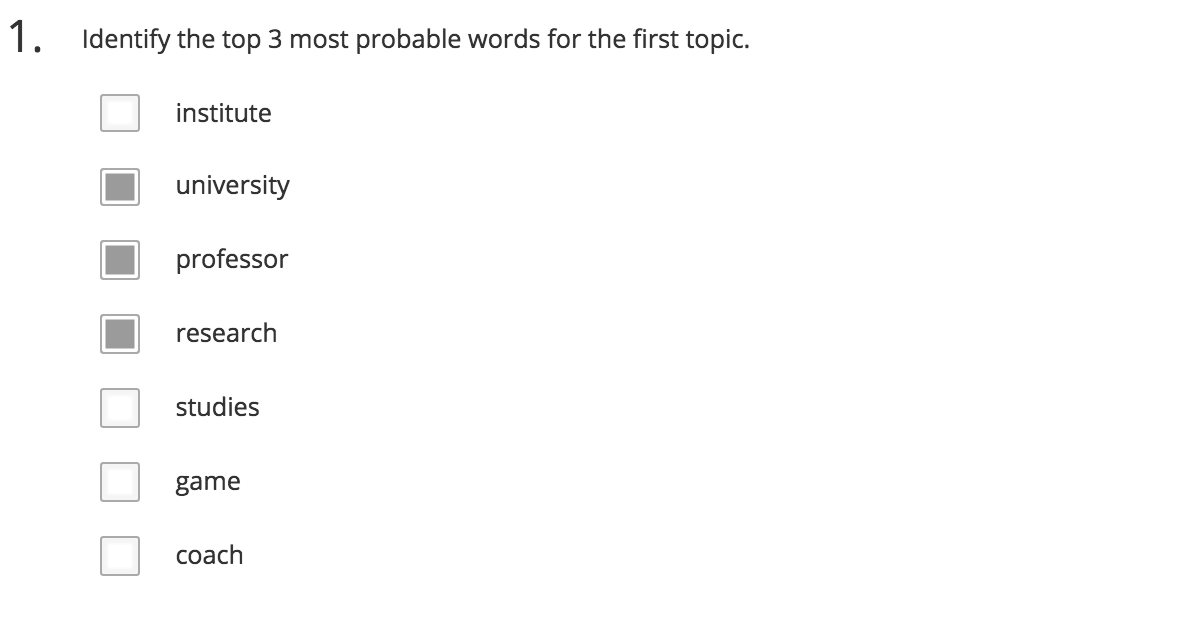 1. Identify the top 3 most probable words for the first topic.
institute
university
professor
research
studies
game
coach